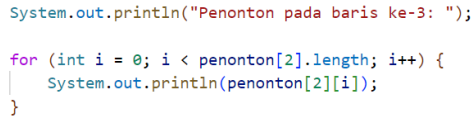 System.out.println("Penonton pada baris ke-3: ");
for (int i = 0; i < penonton[2].length; i++) {
System.out.println(penonton[2][i]);
}